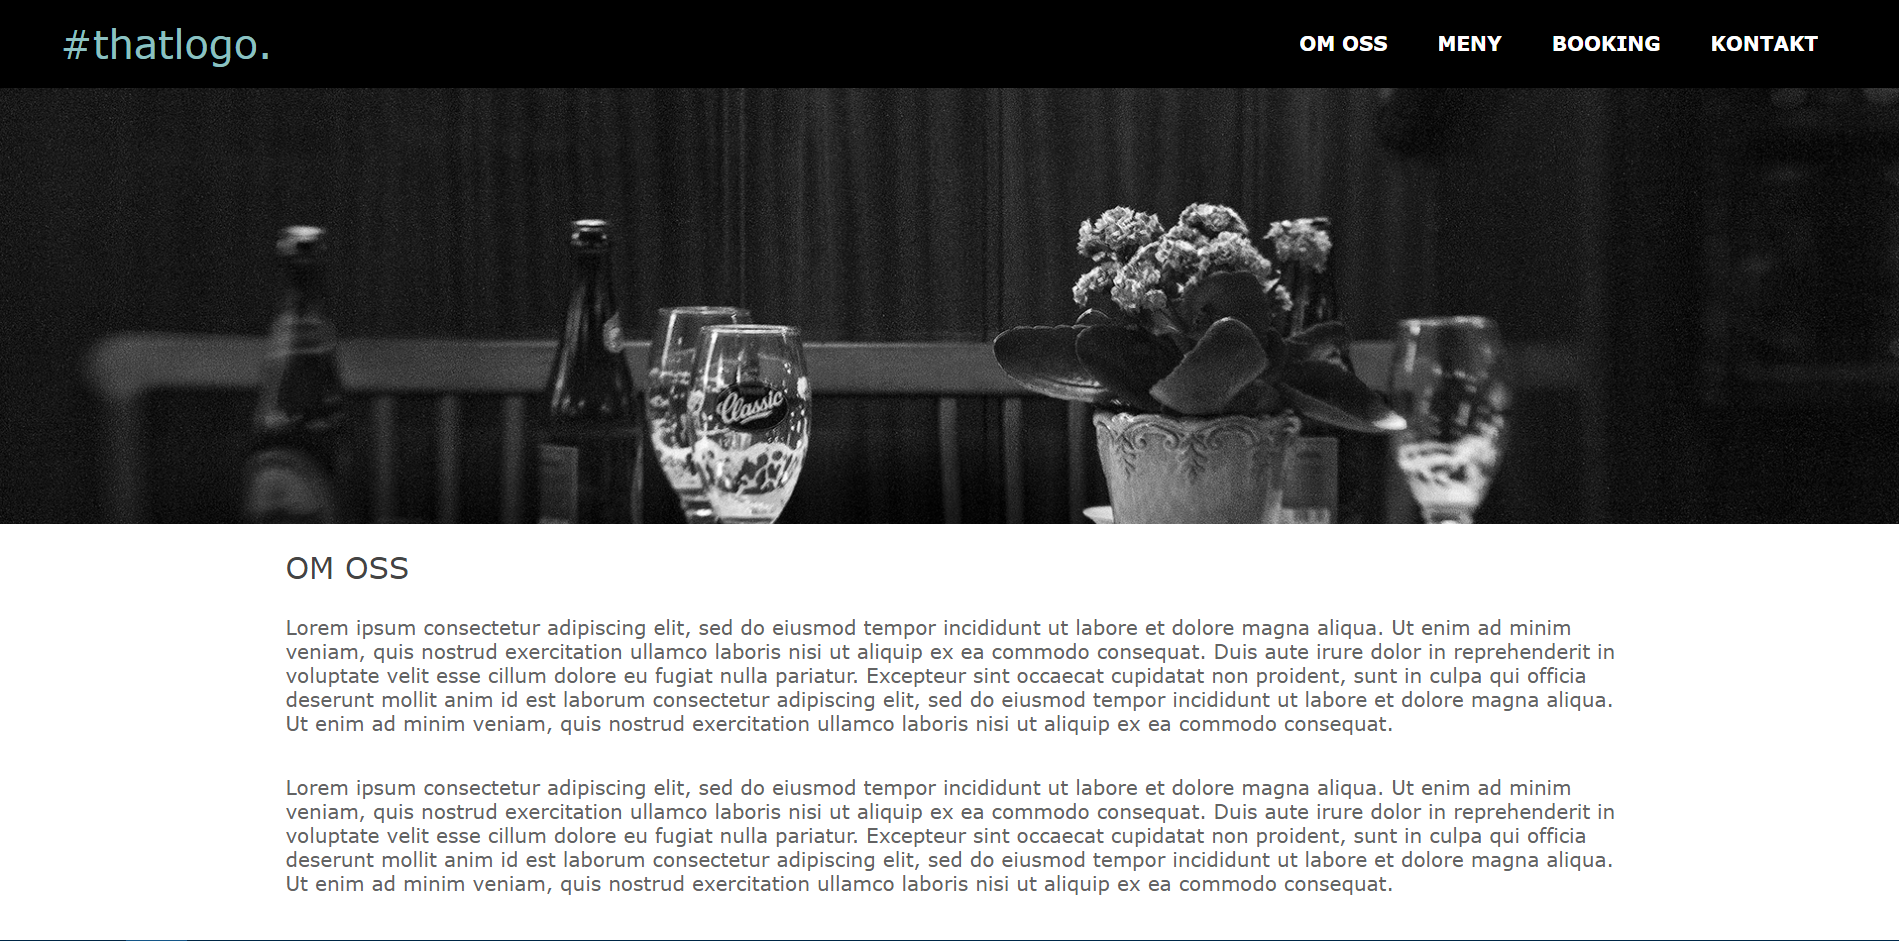 #thatlogo.
OM OSS MENY BOOKING KONTAKT
Classic
OM OSS
Lorem ipsum consectetur adipiscing elit, sed do eiusmod tempor incididunt ut labore et dolore magna aliqua. Ut enim ad minim
veniam, quis nostrud exercitation ullamco laboris nisi ut aliquip ex ea commodo consequat. Duis aute irure dolor in reprehenderit in
voluptate velit esse cillum dolore eu fugiat nulla pariatur. Excepteur sint occaecat cupidatat non proident, sunt in culpa qui officia
deserunt mollit anim id est laborum consectetur adipiscing elit, sed do eiusmod tempor incididunt ut labore et dolore magna aliqua.
Ut enim ad minim veniam, quis nostrud exercitation ullamco laboris nisi ut aliquip ex ea commodo consequat.
Lorem ipsum consectetur adipiscing elit, sed do eiusmod tempor incididunt ut labore et dolore magna aliqua. Ut enim ad minim
veniam, quis nostrud exercitation ullamco laboris nisi ut aliquip ex ea commodo consequat. Duis aute irure dolor in reprehenderit in
voluptate velit esse cillum dolore eu fugiat nulla pariatur. Excepteur sint occaecat cupidatat non proident, sunt in culpa qui officia
deserunt mollit anim id est laborum consectetur adipiscing elit, sed do eiusmod tempor incididunt ut labore et dolore magna aliqua.
Ut enim ad minim veniam, quis nostrud exercitation ullamco laboris nisi ut aliquip ex ea commodo consequat.